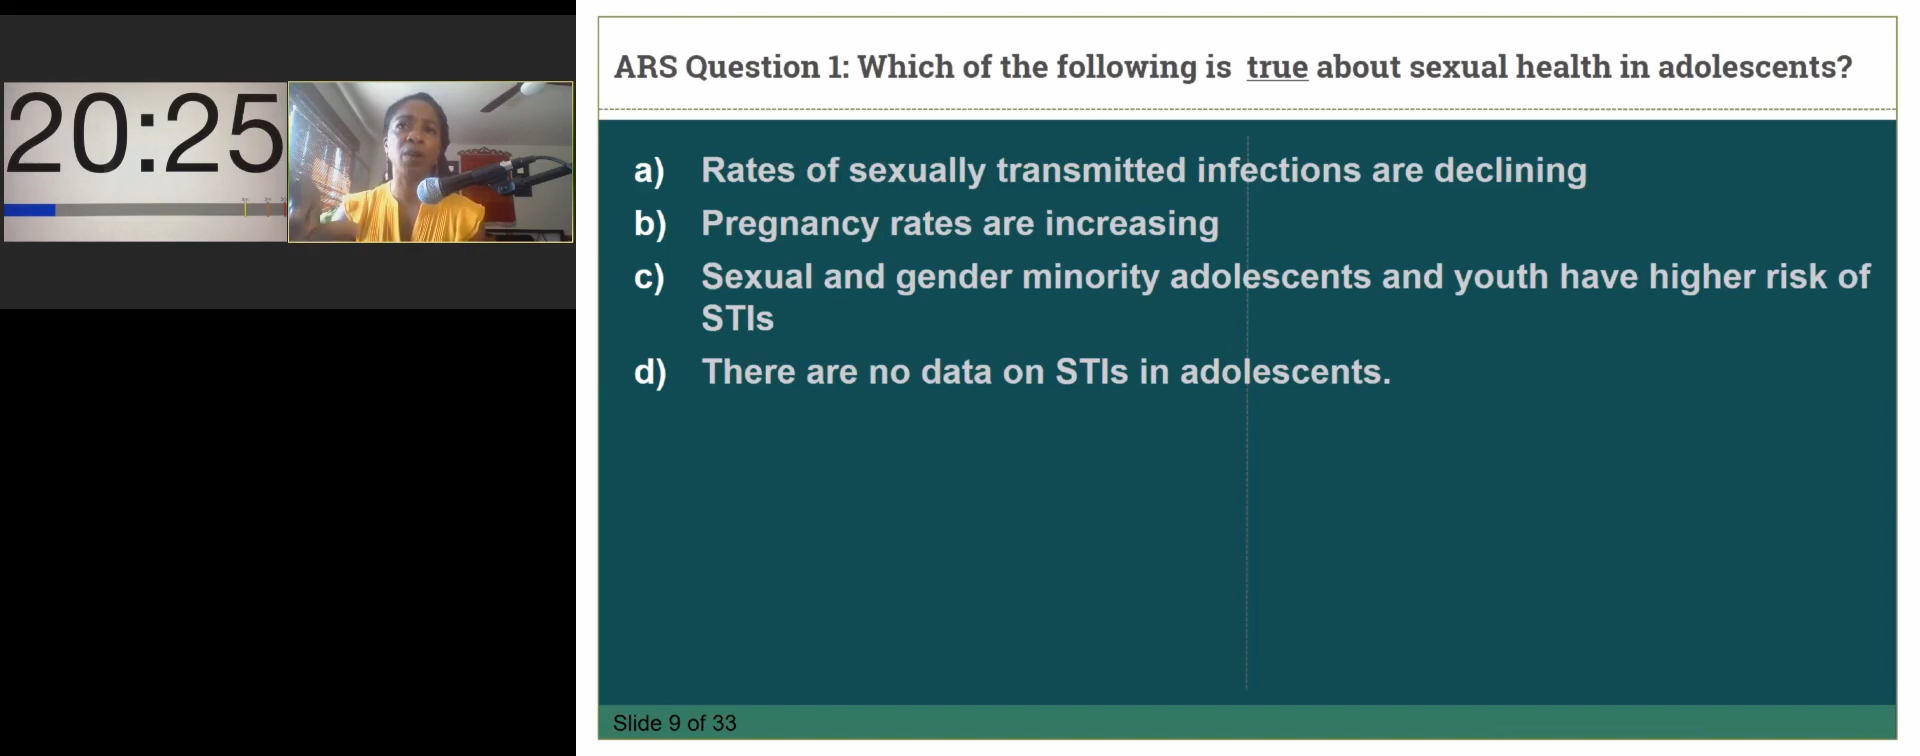 20:25
ARS Question 1: Which of the following is true about sexual health in adolescents?
a) Rates of sexually transmitted infections are declining
b) Pregnancy rates are increasing
c) Sexual and gender minority adolescents and youth have higher risk of
STIs
d) There are no data on STIs in adolescents.
Slide 9 of 33